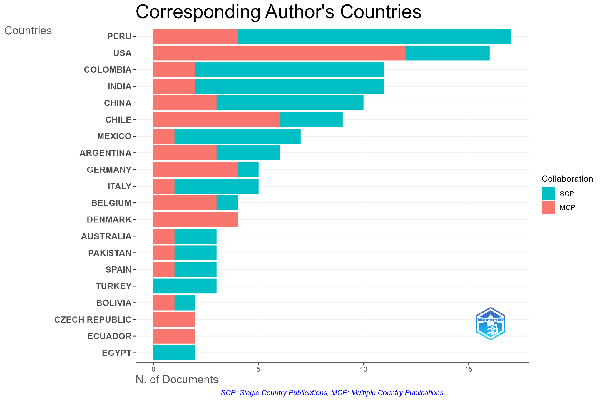 Corresponding Author's Countries
Countries
PERU
USA
COLOMBIA
INDIA
CHINA
CHILE
MEXICO
ARGENTINA
GERMANY
ITALY
BELGIUM
DENMARK
AUSTRALIA
PAKISTAN
SPAIN
TURKEY
BOLIVIA
CZECH REPUBLIC
ECUADOR
EGYPT
0 5 10 15
N. of Documents
SCP: Single Country Publications, MCP: Multiple Country Publications
Collaboration
SCP
MCP